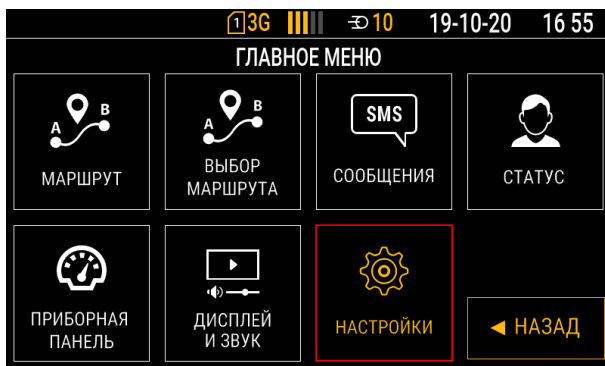 1 3G 10 19-10-20 16 55
ГЛАВНОЕ МЕНЮ
A B
МАРШРУТ
A B
ВЫБОР
МАРШРУТА
SMS
СООБЩЕНИЯ
СТАТУС
ПРИБОРНАЯ
ПАНЕЛЬ
ДИСПЛЕЙ
И ЗВУК
НАСТРОЙКИ
НАЗАД